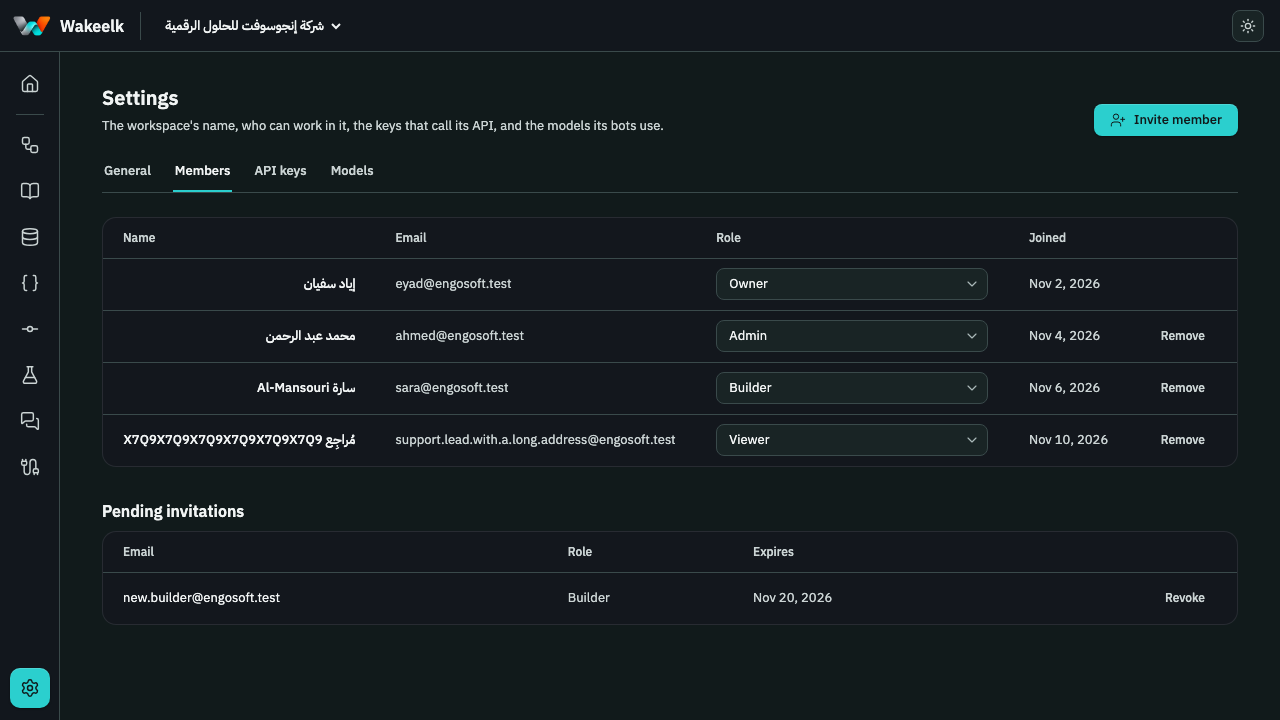 Wakeelk
شركة إنجوسوفت للحلول الرقمية
Settings
The workspace's name, who can work in it, the keys that call its API, and the models its bots use.
Invite member
General Members API keys Models
Name Email Role Joined
إياد سفيان eyad@engosoft.test Owner Nov 2, 2026
محمد عبد الرحمن ahmed@engosoft.test Admin Nov 4, 2026 Remove
سارة Al-Mansouri sara@engosoft.test Builder Nov 6, 2026 Remove
مُراجِع X7Q9X7Q9X7Q9X7Q9X7Q9X7Q9 support.lead.with.a.long.address@engosoft.test Viewer Nov 10, 2026 Remove
Pending invitations
Email Role Expires
new.builder@engosoft.test Builder Nov 20, 2026 Revoke